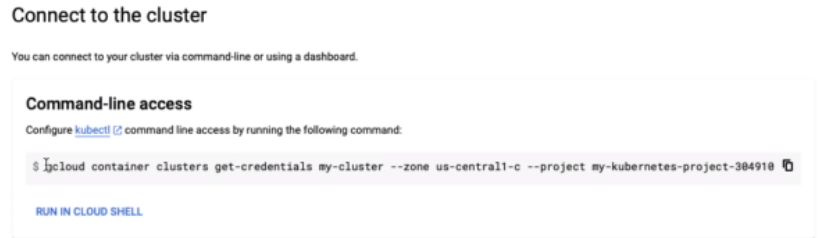 Connect to the cluster
You can connect to your cluster via command-line or using a dashboard.
Command-line access
Configure kubectl command line access by running the following command:
$ gcloud container clusters get-credentials my-cluster --zone us-central1-c --project my-kubernetes-project-304910
RUN IN CLOUD SHELL